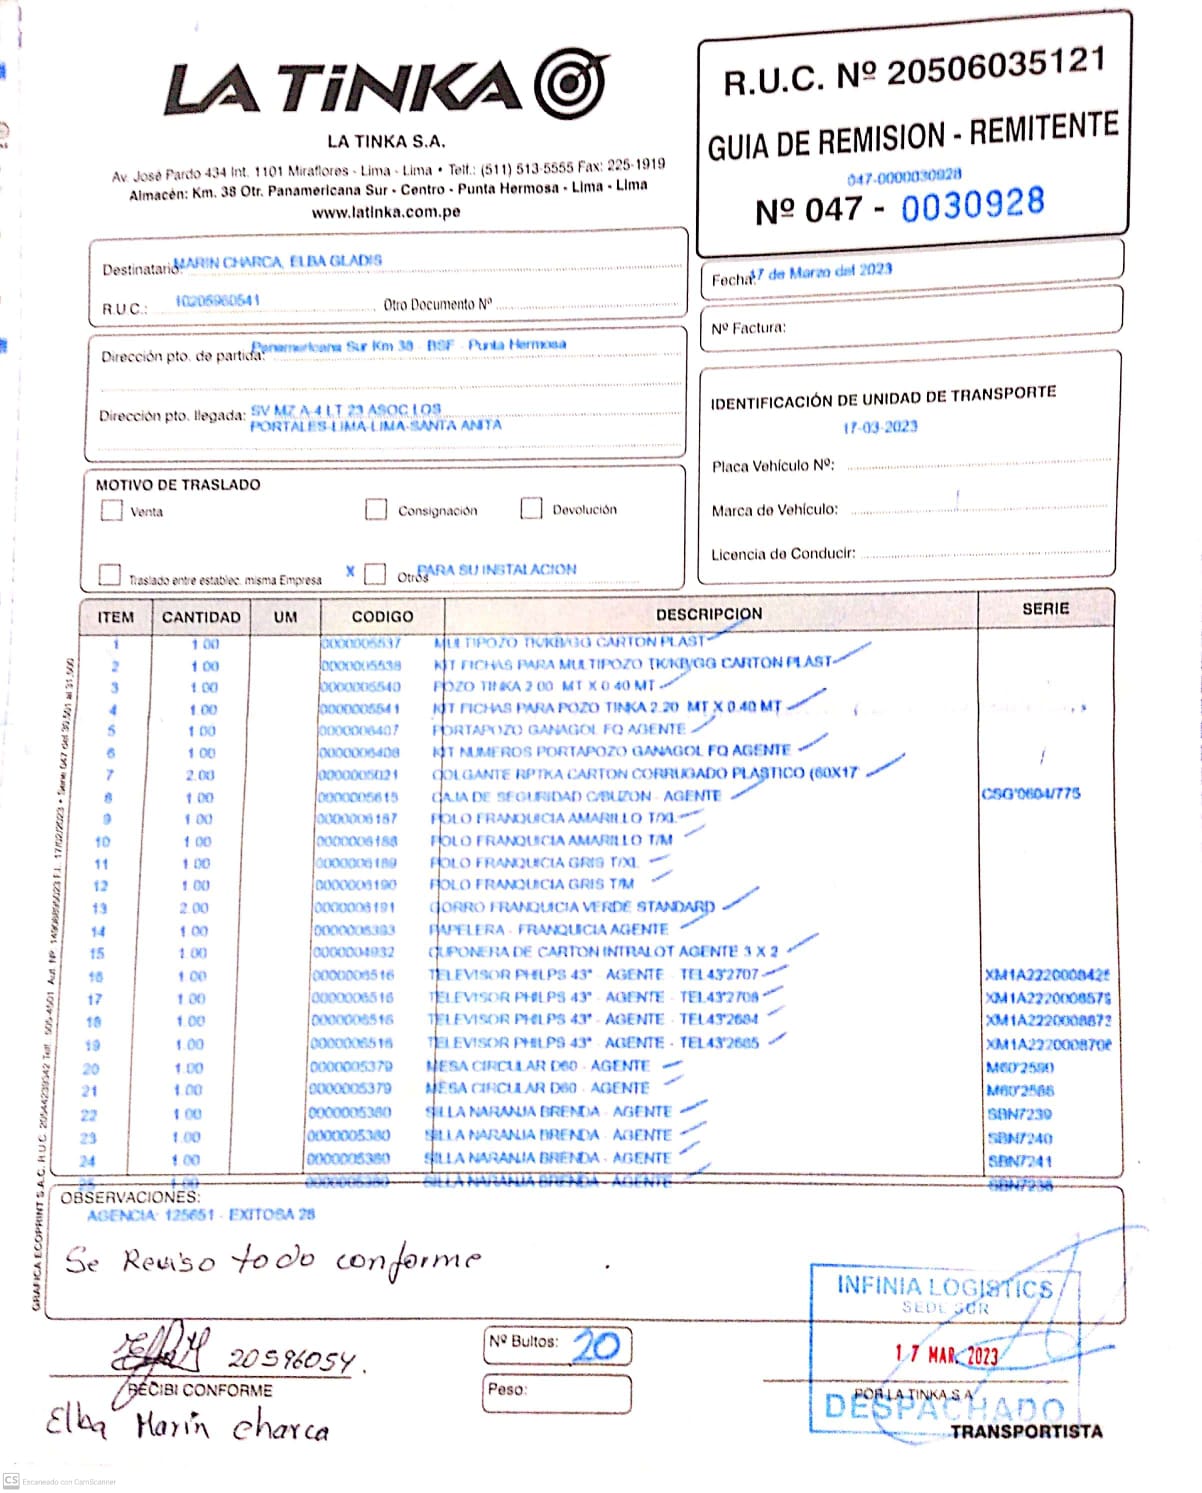 LA TiNKA
LA TINKA S.A.
Av. José Pardo 434 Int. 1101 Miraflores - Lima - Lima • Telf.: (511) 513-5555 Fax: 225-1919
Almacén: Km. 38 Otr. Panamericana Sur - Centro - Punta Hermosa - Lima - Lima
www.latinka.com.pe
R.U.C. Nº 20506035121
GUIA DE REMISION - REMITENTE
047-0000030928
Nº 047 - 0030928
Destinatario: MARIN CHARCA, ELBA GLADIS
R.U.C.: 10205960541 Otro Documento Nº
Fecha: 17 de Marzo del 2023
Nº Factura:
Dirección pto. de partida: Panamericana Sur Km 38 - BSF - Punta Hermosa
Dirección pto. llegada: SV MZ A-4 LT 23 ASOC LOS
PORTALES-LIMA-LIMA-SANTA ANITA
IDENTIFICACIÓN DE UNIDAD DE TRANSPORTE
17-03-2023
Placa Vehículo Nº:
Marca de Vehículo:
Licencia de Conducir:
MOTIVO DE TRASLADO
Venta Consignación Devolución
Traslado entre establec. misma Empresa X Otros PARA SU INSTALACION
ITEM CANTIDAD UM CODIGO DESCRIPCION SERIE
1 1.00 0000005537 MULTIPOZO TK/KB/GG CARTON PLAST
2 1.00 0000005538 KIT FICHAS PARA MULTIPOZO TK/KB/GG CARTON PLAST
3 1.00 0000005540 POZO TINKA 2.00 MT X 0.40 MT
4 1.00 0000005541 KIT FICHAS PARA POZO TINKA 2.20 MT X 0.40 MT
5 1.00 0000006407 PORTAPOZO GANAGOL FQ AGENTE
6 1.00 0000006408 KIT NUMEROS PORTAPOZO GANAGOL FQ AGENTE
7 2.00 0000005021 COLGANTE RPTKA CARTON CORRUGADO PLASTICO (60X17
8 1.00 0000005615 CAJA DE SEGURIDAD C/BUZON - AGENTE CSG'0604/775
9 1.00 0000006187 POLO FRANQUICIA AMARILLO T/XL
10 1.00 0000006188 POLO FRANQUICIA AMARILLO T/M
11 1.00 0000006189 POLO FRANQUICIA GRIS T/XL
12 1.00 0000006190 POLO FRANQUICIA GRIS T/M
13 2.00 0000006191 GORRO FRANQUICIA VERDE STANDARD
14 1.00 PAPELERA - FRANQUICIA AGENTE
15 1.00 0000004932 CUPONERA DE CARTON INTRALOT AGENTE 3 X 2
16 1.00 0000006516 TELEVISOR PHILPS 43" - AGENTE - TEL43'2707
17 1.00 0000006516 TELEVISOR PHILPS 43" - AGENTE - TEL43'2708
18 1.00 0000006516 TELEVISOR PHILPS 43" - AGENTE - TEL43'2684
19 1.00 0000006516 TELEVISOR PHILPS 43" - AGENTE - TEL43'2685
20 1.00 0000005379 MESA CIRCULAR D60 - AGENTE M60'2580
21 1.00 0000005379 MESA CIRCULAR D60 - AGENTE M60'2588
22 1.00 0000005380 SILLA NARANJA BRENDA - AGENTE SBN7239
23 1.00 0000005380 SILLA NARANJA BRENDA - AGENTE SBN7240
24 1.00 0000005380 SILLA NARANJA BRENDA - AGENTE SBN7241
25 1.00 0000005380 SILLA NARANJA BRENDA - AGENTE
OBSERVACIONES:
AGENCIA: 125651 - EXITOSA 28
Se Reviso todo conforme
INFINIA LOGISTICS
SEDE SUR
17 MAR. 2023
DESPACHADO
20596054.
RECIBI CONFORME
Elba Marin charca
Nº Bultos: 20
Peso:
POR LA TINKA S.A.
TRANSPORTISTA
CS Escaneado con CamScanner